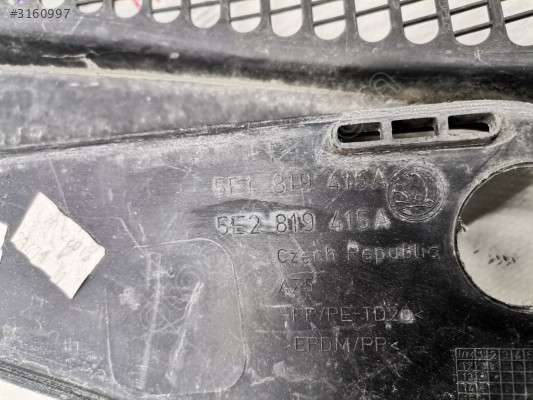 #3160997
5E1 819 415A
5E2 819 415A
Czech Republic
>PP/PE-TD20<
>EPDM/PP<